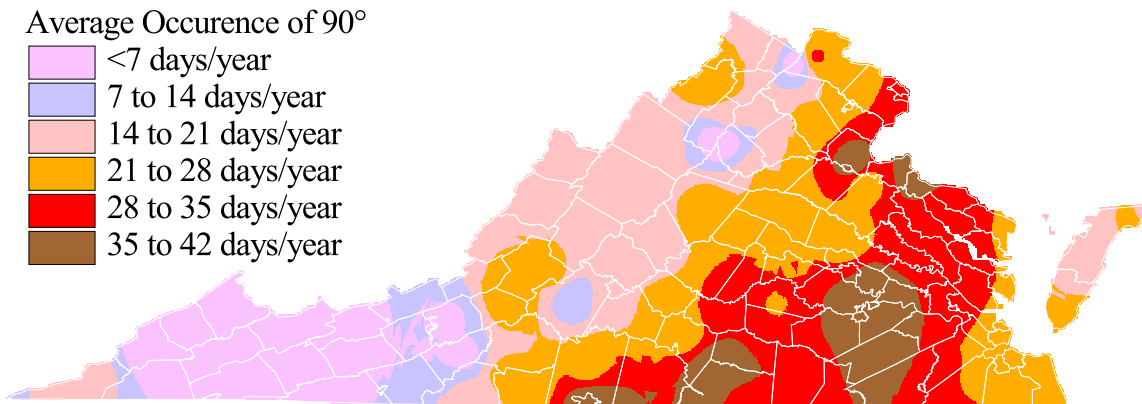 Average Occurence of 90°
<7 days/year
7 to 14 days/year
14 to 21 days/year
21 to 28 days/year
28 to 35 days/year
35 to 42 days/year